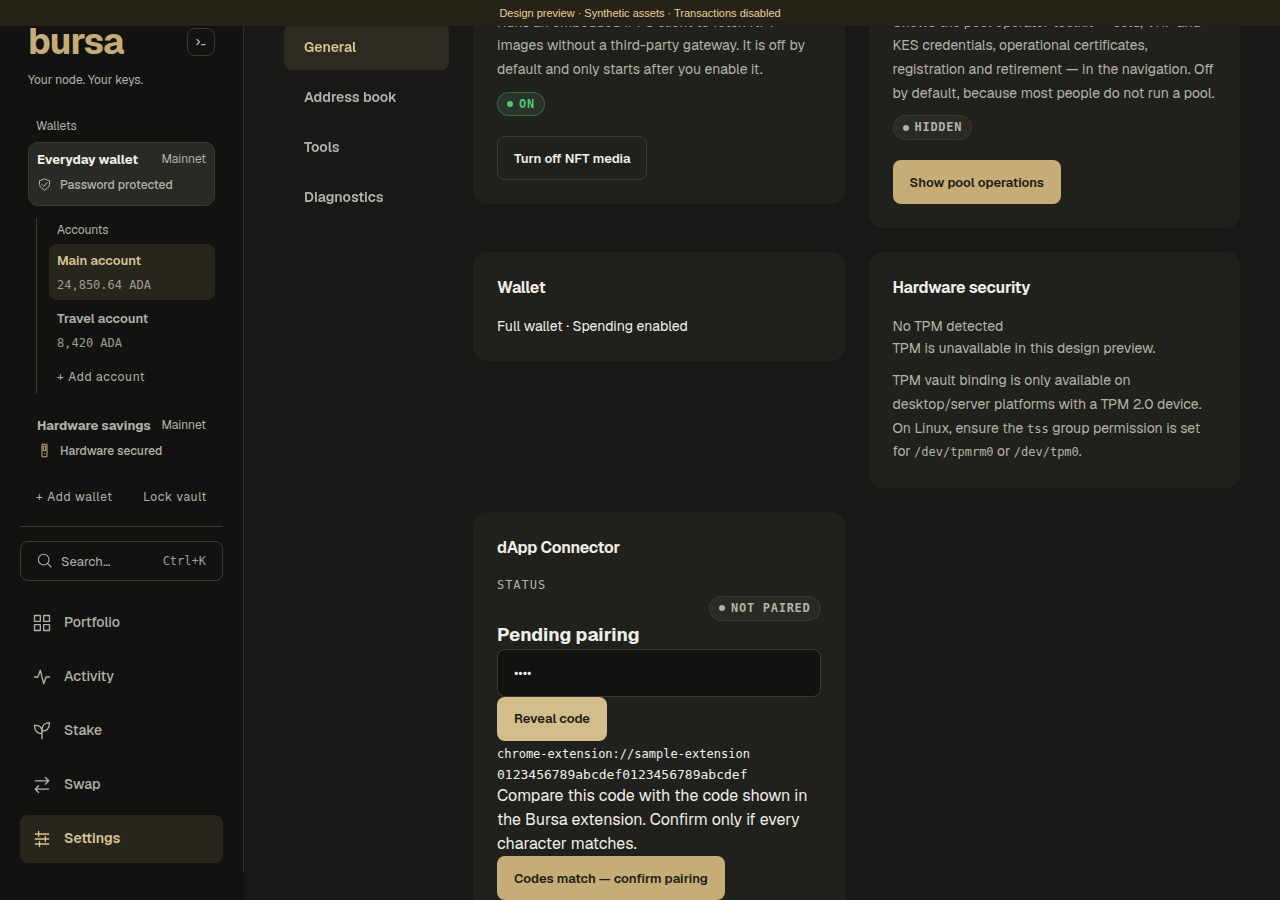 Design preview · Synthetic assets · Transactions disabled
bursa
Your node. Your keys.
Wallets
Everyday wallet Mainnet
Password protected
Accounts
Main account
24,850.64 ADA
Travel account
8,420 ADA
+ Add account
Hardware savings Mainnet
Hardware secured
+ Add wallet Lock vault
Search… Ctrl+K
Portfolio
Activity
Stake
Swap
Settings
General
Address book
Tools
Diagnostics
images without a third-party gateway. It is off by
default and only starts after you enable it.
ON
Turn off NFT media
KES credentials, operational certificates,
registration and retirement — in the navigation. Off
by default, because most people do not run a pool.
HIDDEN
Show pool operations
Wallet
Full wallet · Spending enabled
Hardware security
No TPM detected
TPM is unavailable in this design preview.
TPM vault binding is only available on
desktop/server platforms with a TPM 2.0 device.
On Linux, ensure the tss group permission is set
for /dev/tpmrm0 or /dev/tpm0.
dApp Connector
STATUS
NOT PAIRED
Pending pairing
••••
Reveal code
chrome-extension://sample-extension
0123456789abcdef0123456789abcdef
Compare this code with the code shown in
the Bursa extension. Confirm only if every
character matches.
Codes match — confirm pairing